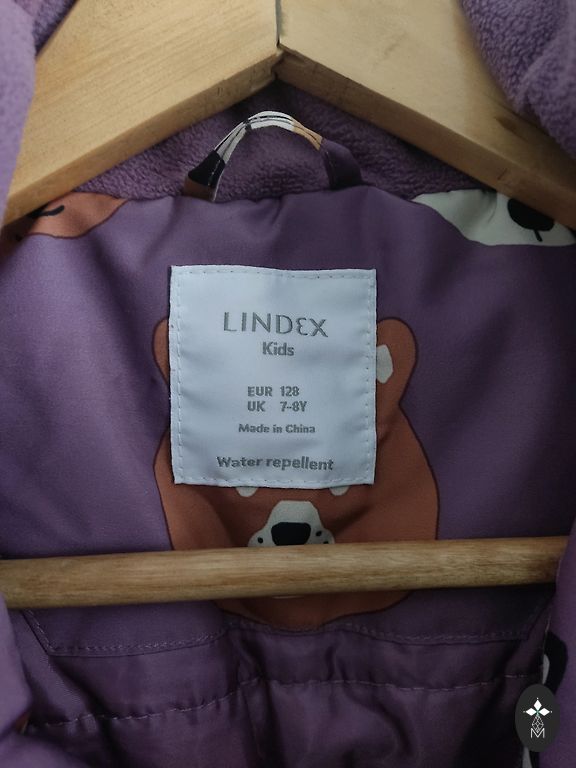 LINDEX
Kids
EUR 128
UK 7-8Y
Made in China
Water repellent